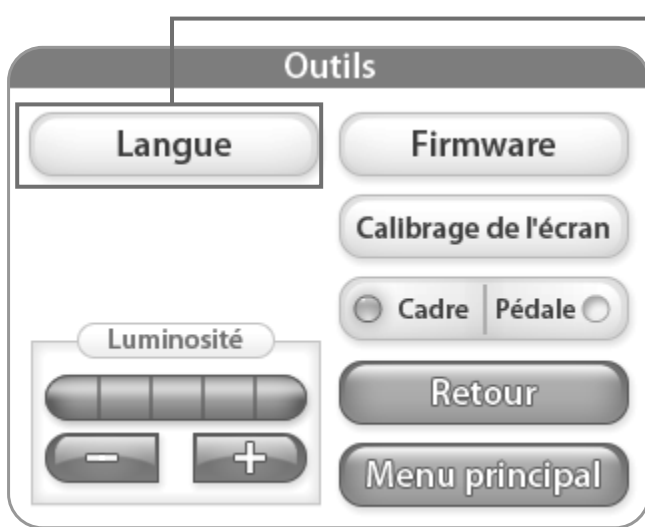 Outils
Langue
Firmware
Calibrage de l'écran
Cadre Pédale
Luminosité
Retour
− +
Menu principal